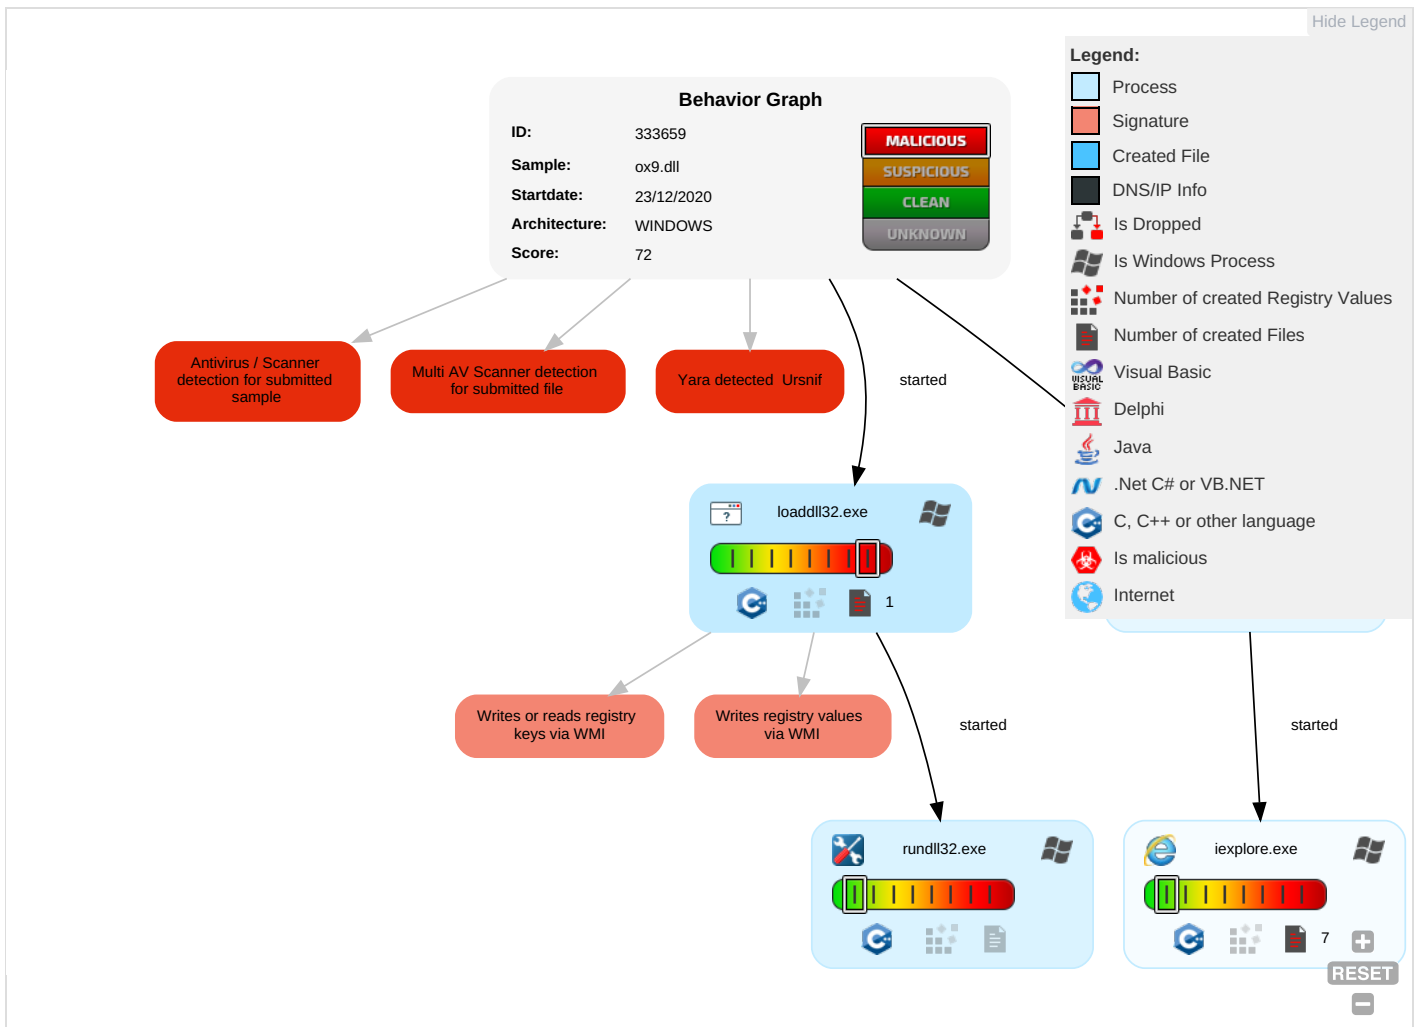 Hide Legend
Legend:
Process
Signature
Created File
DNS/IP Info
Is Dropped
Is Windows Process
Number of created Registry Values
Number of created Files
VISUAL
BASIC
Visual Basic
Delphi
Java
.Net C# or VB.NET
C, C++ or other language
Is malicious
Internet
Behavior Graph
ID: 333659
Sample: ox9.dll
Startdate: 23/12/2020
Architecture: WINDOWS
Score: 72
MALICIOUS
SUSPICIOUS
CLEAN
UNKNOWN
Antivirus / Scanner
detection for submitted
sample
Multi AV Scanner detection
for submitted file
Yara detected  Ursnif
started
loaddll32.exe
?
1
Writes or reads registry
keys via WMI
Writes registry values
via WMI
started
started
rundll32.exe
iexplore.exe
7
RESET